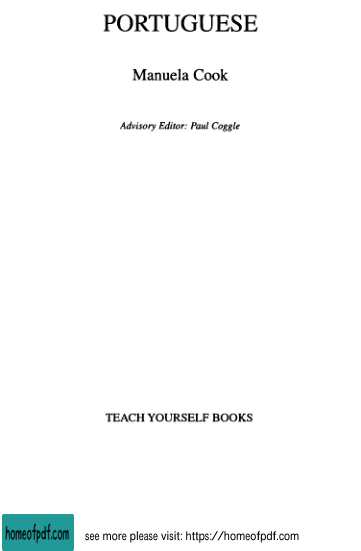 PORTUGUESE
Manuela Cook
Advisory Editor: Paul Coggle
TEACH YOURSELF BOOKS
homeofpdf.com
see more please visit: https://homeofpdf.com